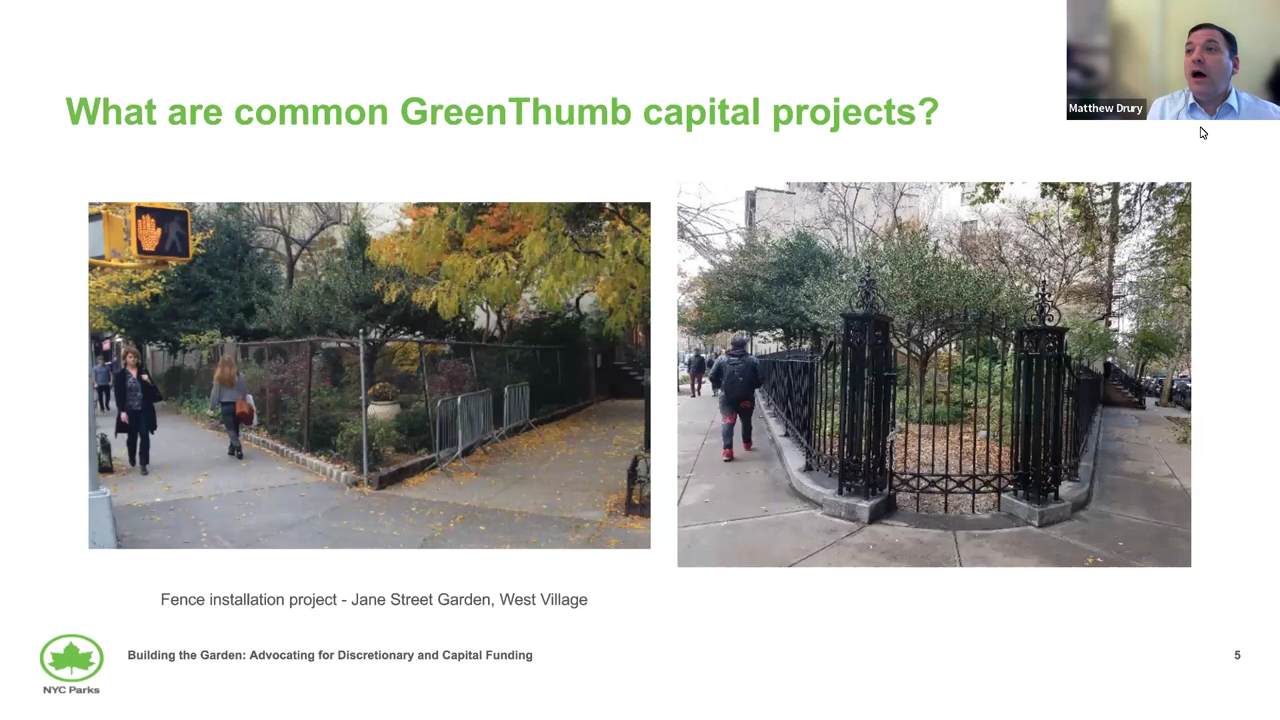 Matthew Drury
What are common GreenThumb capital projects?
Fence installation project - Jane Street Garden, West Village
Building the Garden: Advocating for Discretionary and Capital Funding
5
NYC Parks